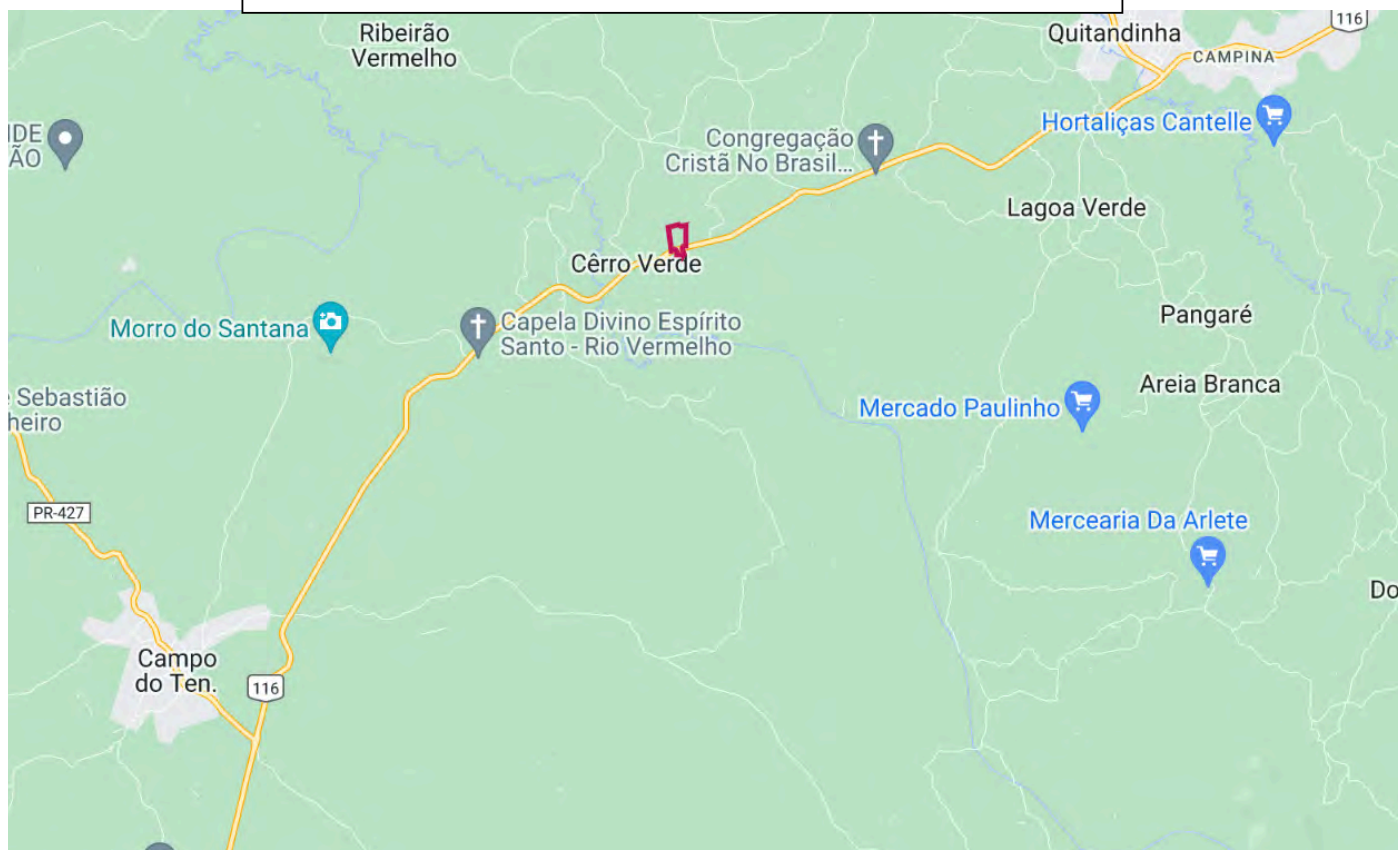 Ribeirão
Vermelho
Quitandinha
116
CAMPINA
IDE
ÃO
Congregação
Cristã No Brasil...
Hortaliças Cantelle
Lagoa Verde
Cêrro Verde
Morro do Santana
Capela Divino Espírito
Santo - Rio Vermelho
Pangaré
Areia Branca
Sebastião
heiro
Mercado Paulinho
PR-427
Mercearia Da Arlete
Do
Campo
do Ten.
116